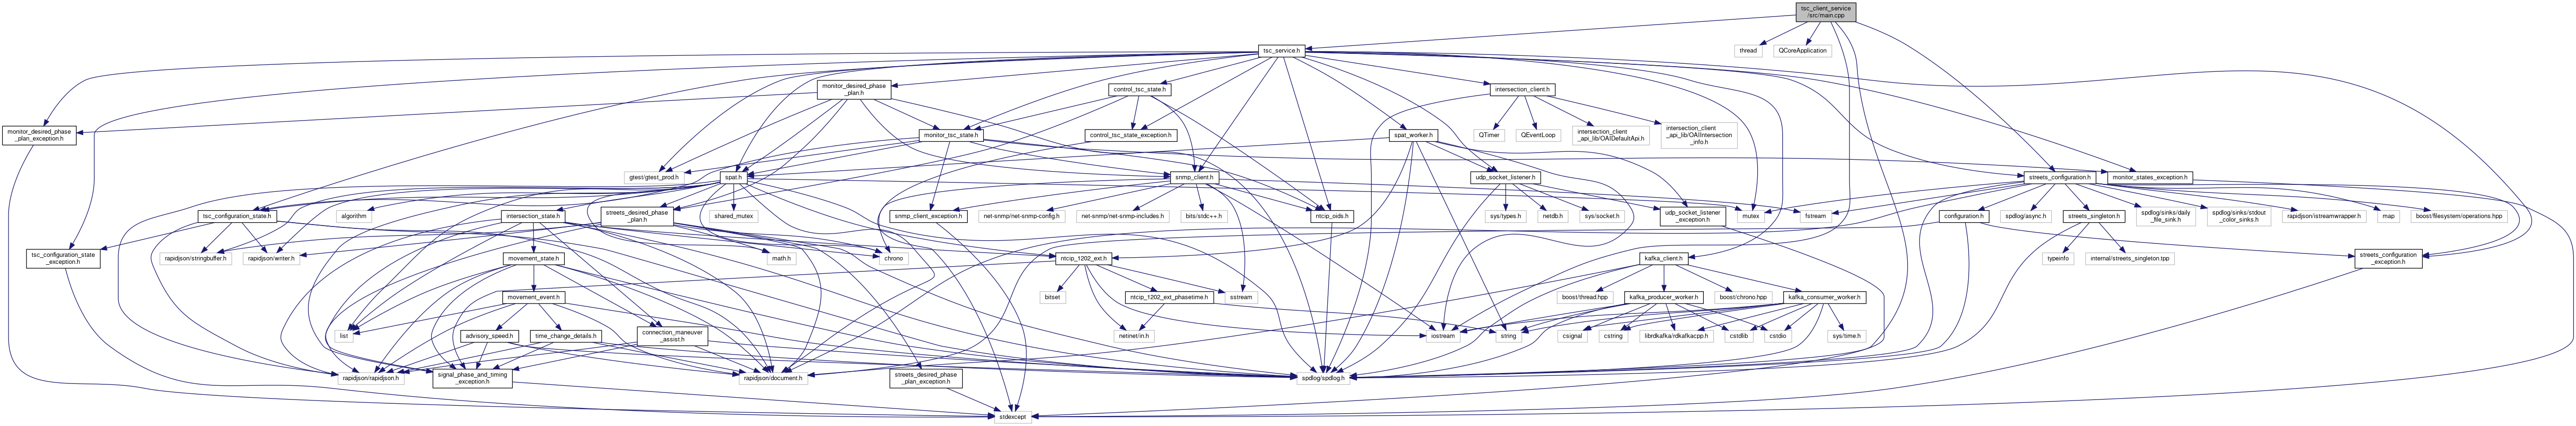 tsc_client_service
/src/main.cpp
tsc_service.h
thread
QCoreApplication
monitor_desired_phase
_plan.h
control_tsc_state.h
intersection_client.h
monitor_desired_phase
_plan_exception.h
monitor_tsc_state.h
control_tsc_state_exception.h
spat_worker.h
QTimer
QEventLoop
intersection_client
_api_lib/OAIDefaultApi.h
intersection_client
_api_lib/OAIIntersection
_info.h
gtest/gtest_prod.h
spat.h
snmp_client.h
udp_socket_listener.h
streets_configuration.h
monitor_states_exception.h
tsc_configuration_state.h
algorithm
intersection_state.h
streets_desired_phase
_plan.h
shared_mutex
snmp_client_exception.h
net-snmp/net-snmp-config.h
net-snmp/net-snmp-includes.h
bits/stdc++.h
ntcip_oids.h
sys/types.h
netdb.h
sys/socket.h
udp_socket_listener
_exception.h
mutex
fstream
configuration.h
spdlog/async.h
streets_singleton.h
spdlog/sinks/daily
_file_sink.h
spdlog/sinks/stdout
_color_sinks.h
rapidjson/istreamwrapper.h
map
boost/filesystem/operations.hpp
tsc_configuration_state
_exception.h
rapidjson/stringbuffer.h
rapidjson/writer.h
movement_state.h
math.h
chrono
ntcip_1202_ext.h
kafka_client.h
typeinfo
internal/streets_singleton.tpp
streets_configuration
_exception.h
movement_event.h
bitset
ntcip_1202_ext_phasetime.h
sstream
boost/thread.hpp
kafka_producer_worker.h
boost/chrono.hpp
kafka_consumer_worker.h
list
advisory_speed.h
time_change_details.h
connection_maneuver
_assist.h
netinet/in.h
iostream
string
csignal
cstring
librdkafka/rdkafkacpp.h
cstdlib
cstdio
sys/time.h
rapidjson/rapidjson.h
signal_phase_and_timing
_exception.h
rapidjson/document.h
streets_desired_phase
_plan_exception.h
spdlog/spdlog.h
stdexcept